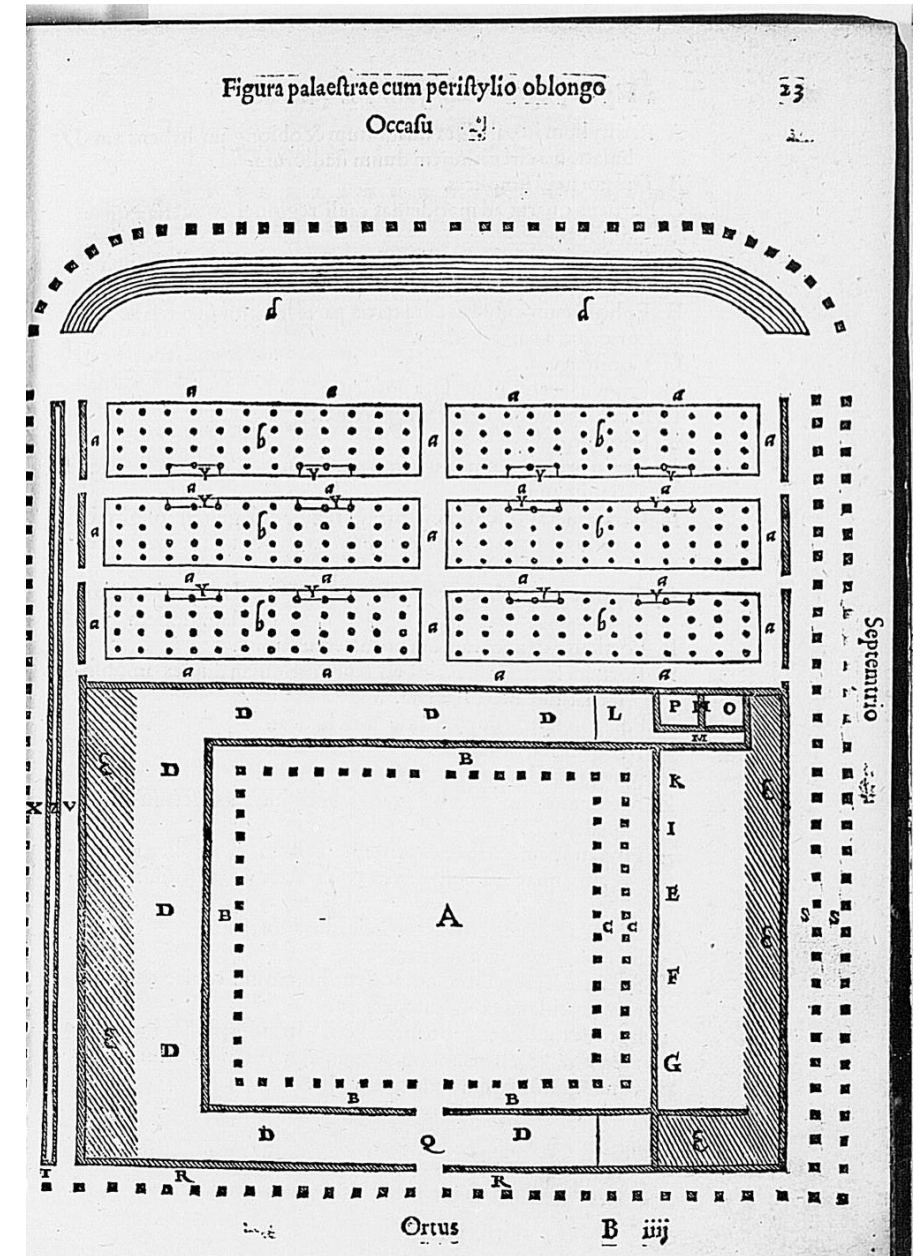 Figura palaeſtrae cum periſtylio oblongo 23
Occaſu
d d
a a a a
a b a b a
Y Y Y Y
a a a a
Y Y Y Y
a b a b a
a a a a
Y Y Y Y
a b a b a
a a a a
Septentrio
D D D L P N O
M
B
D K
X Z V
I
E
D B A C C S S
F
D G
B B
D Q D
T R R
Ortus B iiij